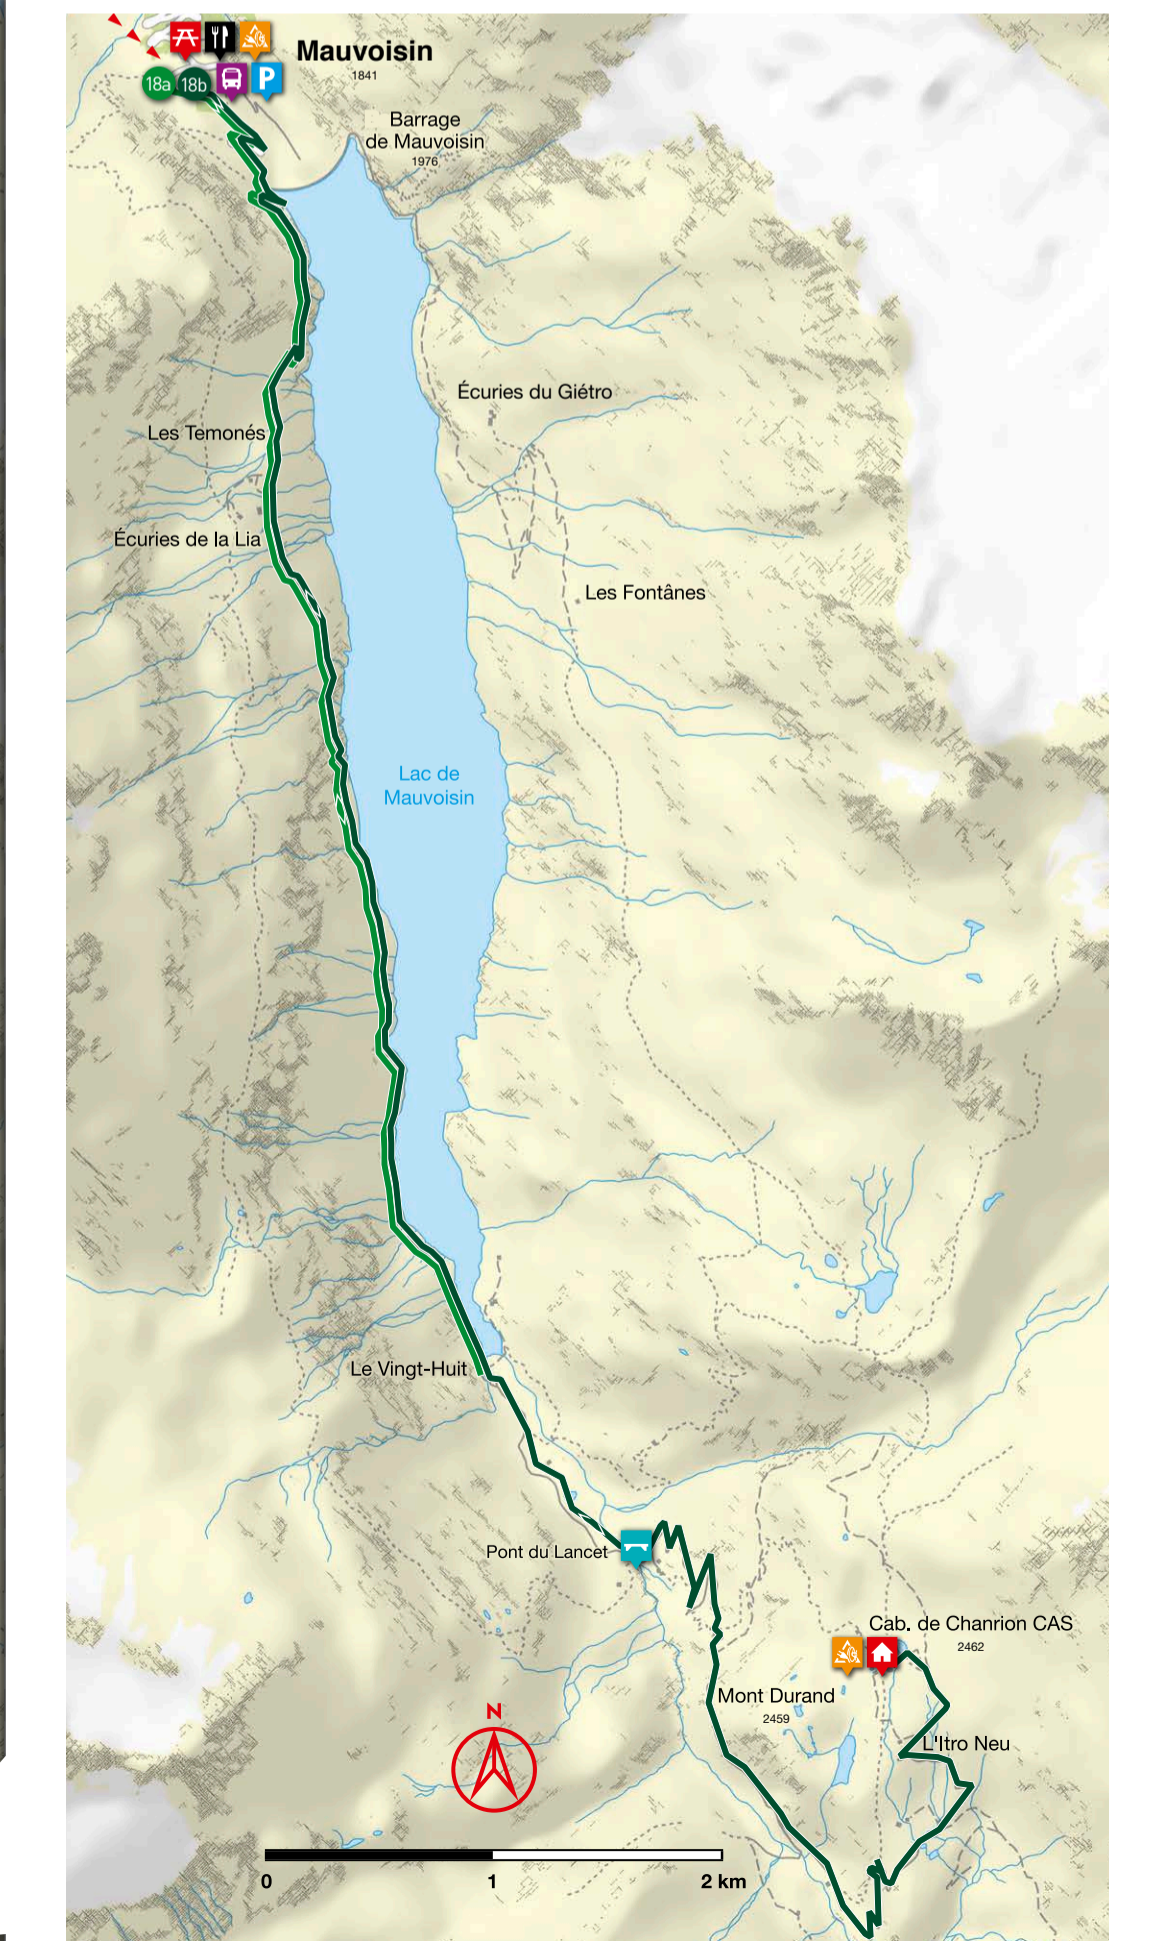 Mauvoisin
1841
18a
18b
P
Barrage
de Mauvoisin
1976
Écuries du Giétro
Les Temonés
Écuries de la Lia
Les Fontânes
Lac de
Mauvoisin
Le Vingt-Huit
Pont du Lancet
Cab. de Chanrion CAS
2462
Mont Durand
2459
L'Itro Neu
N
0 1 2 km